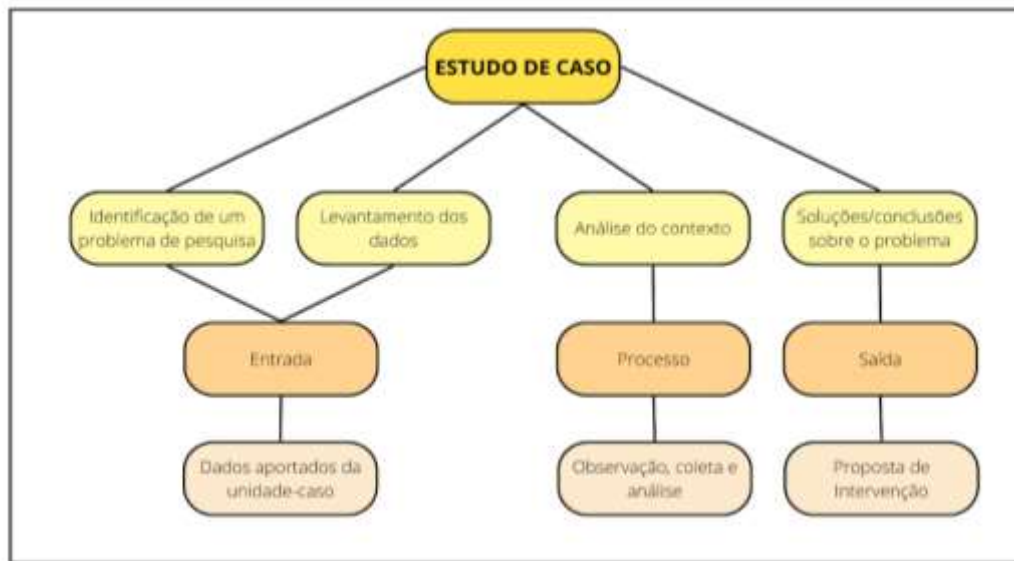 ESTUDO DE CASO
Identificação de um
problema de pesquisa
Levantamento dos
dados
Análise do contexto
Soluções/conclusões
sobre o problema
Entrada
Processo
Saída
Dados aportados da
unidade-caso
Observação, coleta e
análise
Proposta de
Intervenção